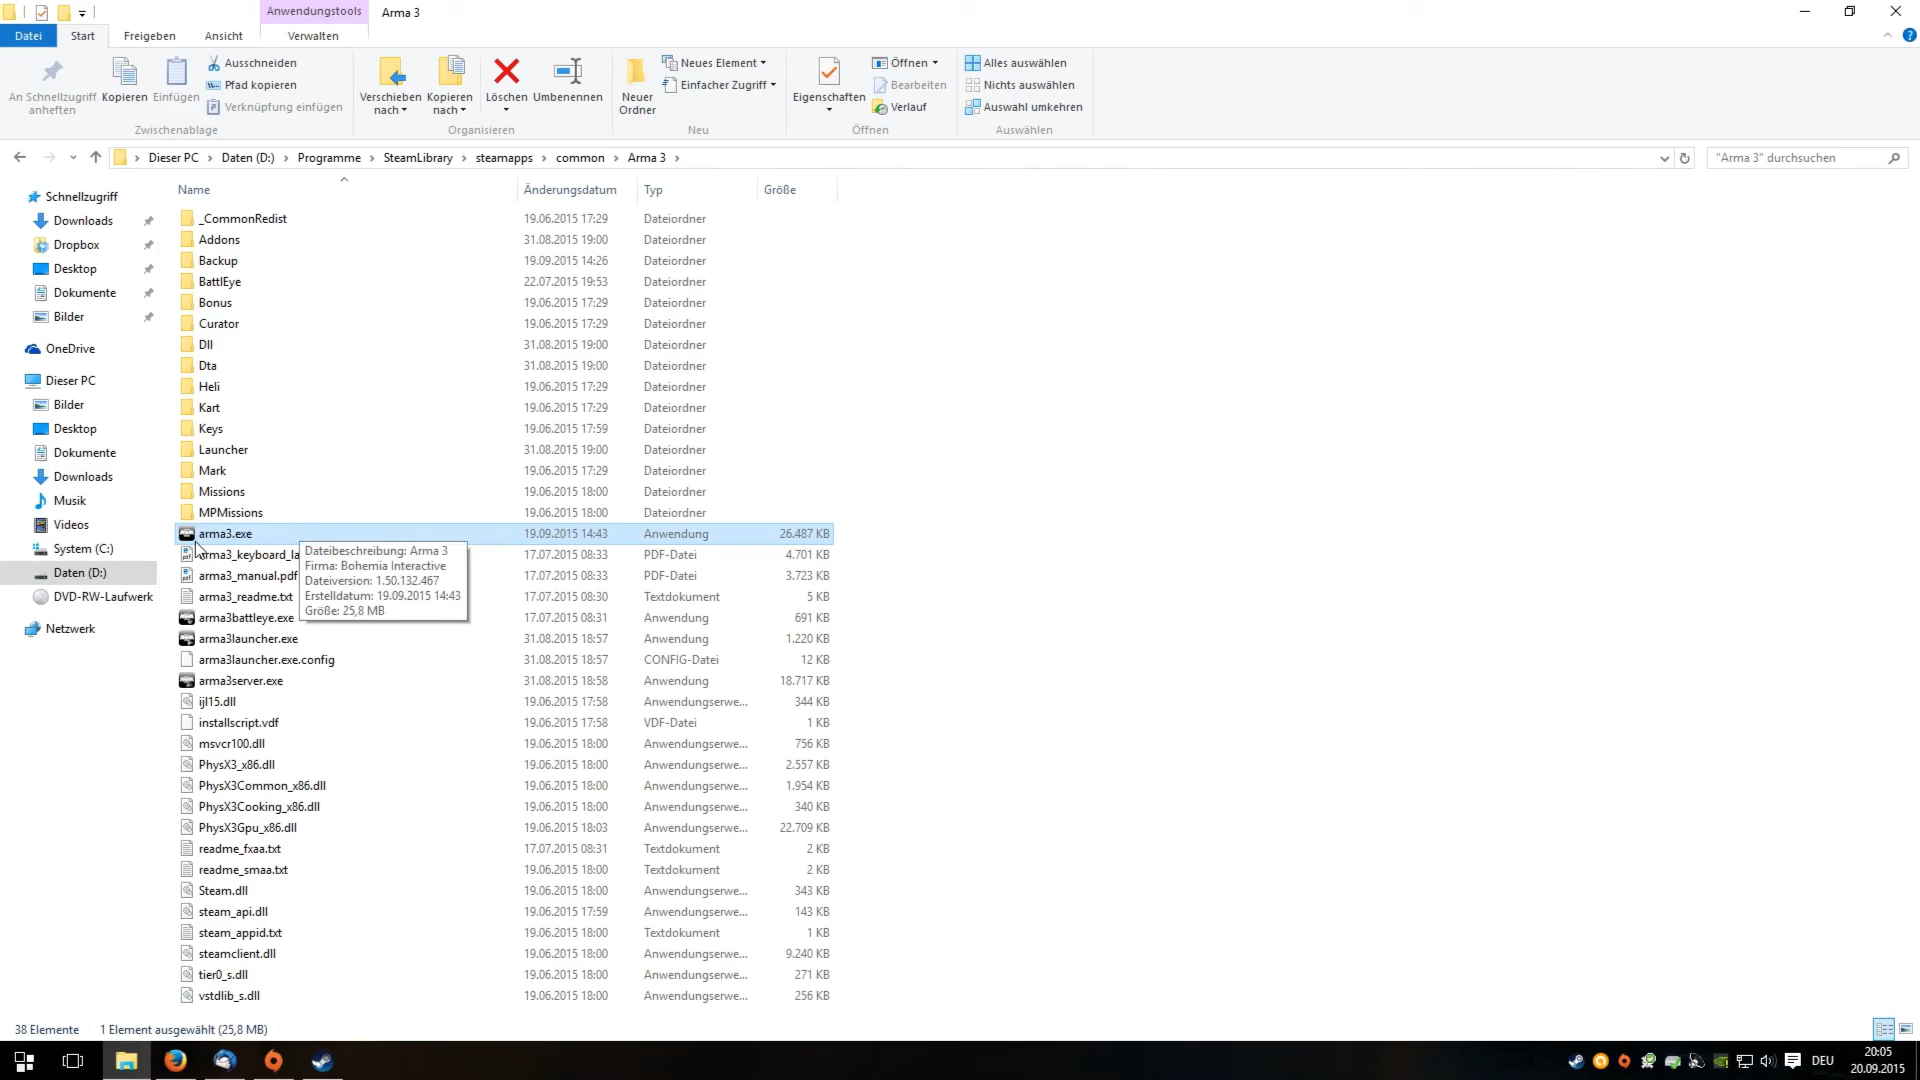 Anwendungstools
Arma 3
Datei
Start
Freigeben
Ansicht
Verwalten
An Schnellzugriff anheften
Kopieren
Einfügen
Ausschneiden
Pfad kopieren
Verknüpfung einfügen
Zwischenablage
Verschieben nach
Kopieren nach
Löschen
Umbenennen
Organisieren
Neuer Ordner
Neues Element
Einfacher Zugriff
Neu
Eigenschaften
Öffnen
Bearbeiten
Verlauf
Öffnen
Alles auswählen
Nichts auswählen
Auswahl umkehren
Auswählen
Dieser PC > Daten (D:) > Programme > SteamLibrary > steamapps > common > Arma 3 >
"Arma 3" durchsuchen
Schnellzugriff
Downloads
Dropbox
Desktop
Dokumente
Bilder
OneDrive
Dieser PC
Bilder
Desktop
Dokumente
Downloads
Musik
Videos
System (C:)
Daten (D:)
DVD-RW-Laufwerk
Netzwerk
Name Änderungsdatum Typ Größe
_CommonRedist 19.06.2015 17:29 Dateiordner
Addons 31.08.2015 19:00 Dateiordner
Backup 19.09.2015 14:26 Dateiordner
BattlEye 22.07.2015 19:53 Dateiordner
Bonus 19.06.2015 17:29 Dateiordner
Curator 19.06.2015 17:29 Dateiordner
Dll 31.08.2015 19:00 Dateiordner
Dta 31.08.2015 19:00 Dateiordner
Heli 19.06.2015 17:29 Dateiordner
Kart 19.06.2015 17:29 Dateiordner
Keys 19.06.2015 17:59 Dateiordner
Launcher 31.08.2015 19:00 Dateiordner
Mark 19.06.2015 17:29 Dateiordner
Missions 19.06.2015 18:00 Dateiordner
MPMissions 19.06.2015 18:00 Dateiordner
arma3.exe 19.09.2015 14:43 Anwendung 26.487 KB
arma3_keyboard_la 17.07.2015 08:33 PDF-Datei 4.701 KB
arma3_manual.pdf 17.07.2015 08:33 PDF-Datei 3.723 KB
arma3_readme.txt 17.07.2015 08:30 Textdokument 5 KB
arma3battleye.exe 17.07.2015 08:31 Anwendung 691 KB
arma3launcher.exe 31.08.2015 18:57 Anwendung 1.220 KB
arma3launcher.exe.config 31.08.2015 18:57 CONFIG-Datei 12 KB
arma3server.exe 31.08.2015 18:58 Anwendung 18.717 KB
ijl15.dll 19.06.2015 17:58 Anwendungserwe... 344 KB
installscript.vdf 19.06.2015 17:58 VDF-Datei 1 KB
msvcr100.dll 19.06.2015 18:00 Anwendungserwe... 756 KB
PhysX3_x86.dll 19.06.2015 18:00 Anwendungserwe... 2.557 KB
PhysX3Common_x86.dll 19.06.2015 18:00 Anwendungserwe... 1.954 KB
PhysX3Cooking_x86.dll 19.06.2015 18:00 Anwendungserwe... 340 KB
PhysX3Gpu_x86.dll 19.06.2015 18:03 Anwendungserwe... 22.709 KB
readme_fxaa.txt 17.07.2015 08:31 Textdokument 2 KB
readme_smaa.txt 19.06.2015 18:00 Textdokument 2 KB
Steam.dll 19.06.2015 18:00 Anwendungserwe... 343 KB
steam_api.dll 19.06.2015 17:59 Anwendungserwe... 143 KB
steam_appid.txt 19.06.2015 18:00 Textdokument 1 KB
steamclient.dll 19.06.2015 18:00 Anwendungserwe... 9.240 KB
tier0_s.dll 19.06.2015 18:00 Anwendungserwe... 271 KB
vstdlib_s.dll 19.06.2015 18:00 Anwendungserwe... 256 KB
Dateibeschreibung: Arma 3
Firma: Bohemia Interactive
Dateiversion: 1.50.132.467
Erstelldatum: 19.09.2015 14:43
Größe: 25,8 MB
38 Elemente 1 Element ausgewählt (25,8 MB)
DEU
20:05
20.09.2015